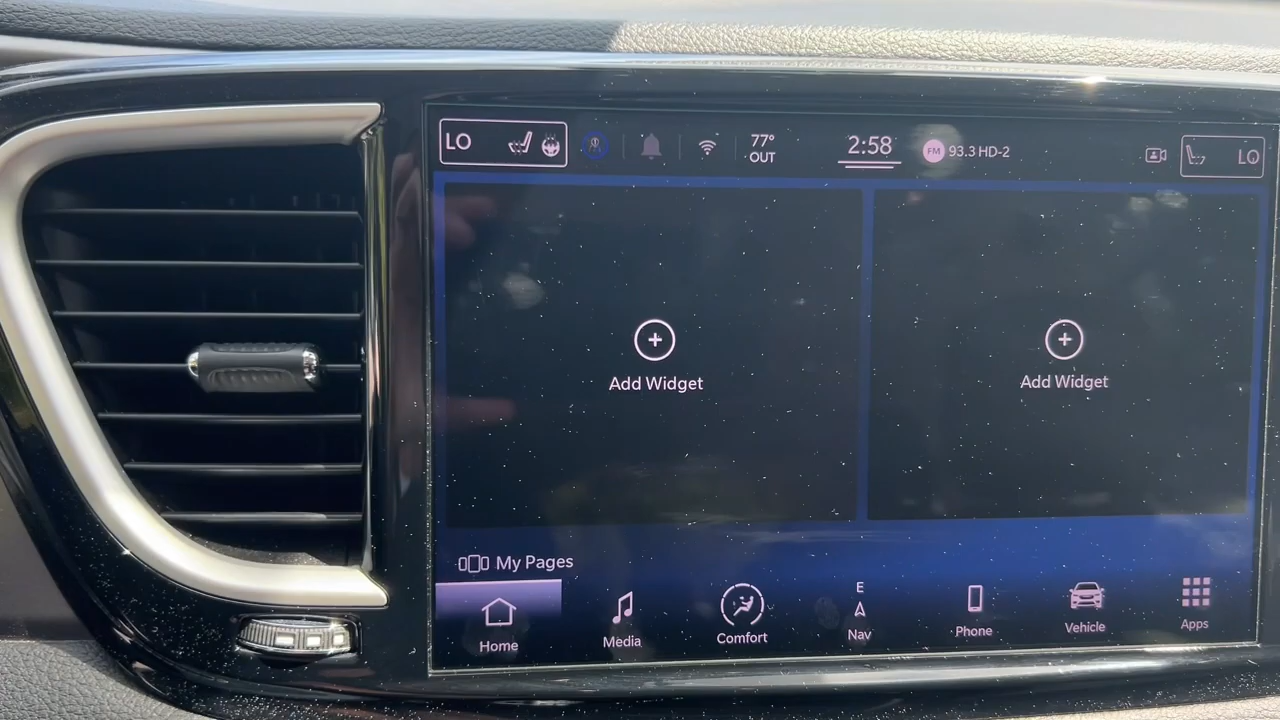 LO
77°
OUT
2:58
FM
93.3 HD-2
LO
Add Widget
Add Widget
My Pages
Home
Media
Comfort
E
Nav
Phone
Vehicle
Apps